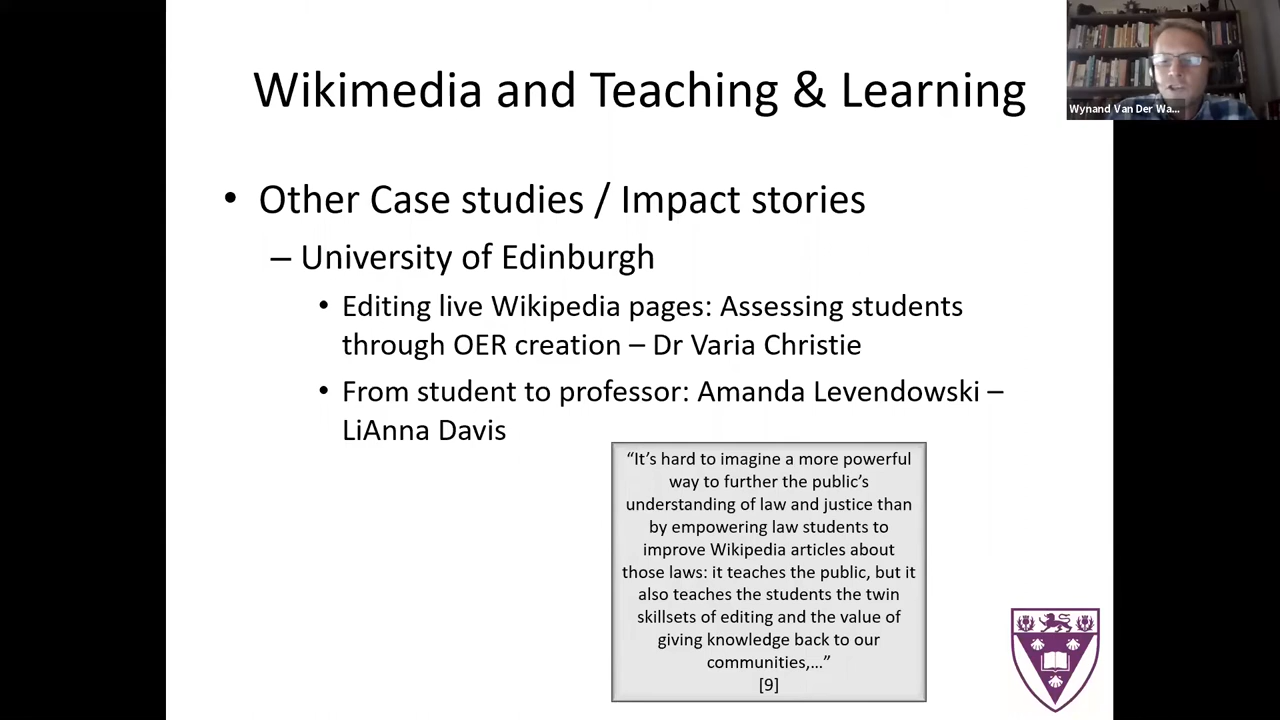 Wikimedia and Teaching & Learning
Wynand Van Der Wa...
• Other Case studies / Impact stories
– University of Edinburgh
• Editing live Wikipedia pages: Assessing students
through OER creation – Dr Varia Christie
• From student to professor: Amanda Levendowski –
LiAnna Davis
“It’s hard to imagine a more powerful
way to further the public’s
understanding of law and justice than
by empowering law students to
improve Wikipedia articles about
those laws: it teaches the public, but it
also teaches the students the twin
skillsets of editing and the value of
giving knowledge back to our
communities,...”
[9]